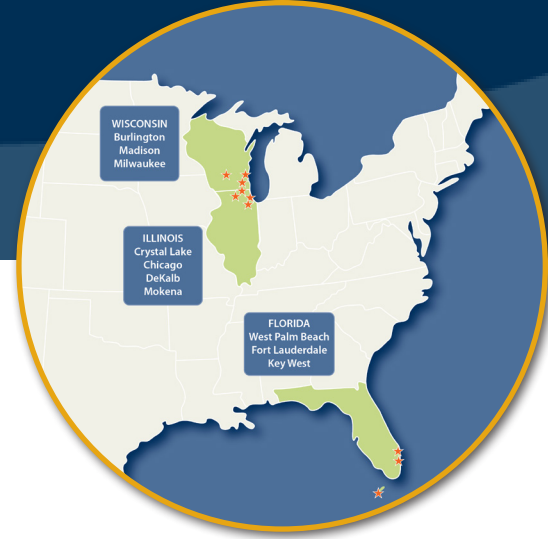 WISCONSIN
Burlington
Madison
Milwaukee
ILLINOIS
Crystal Lake
Chicago
DeKalb
Mokena
FLORIDA
West Palm Beach
Fort Lauderdale
Key West